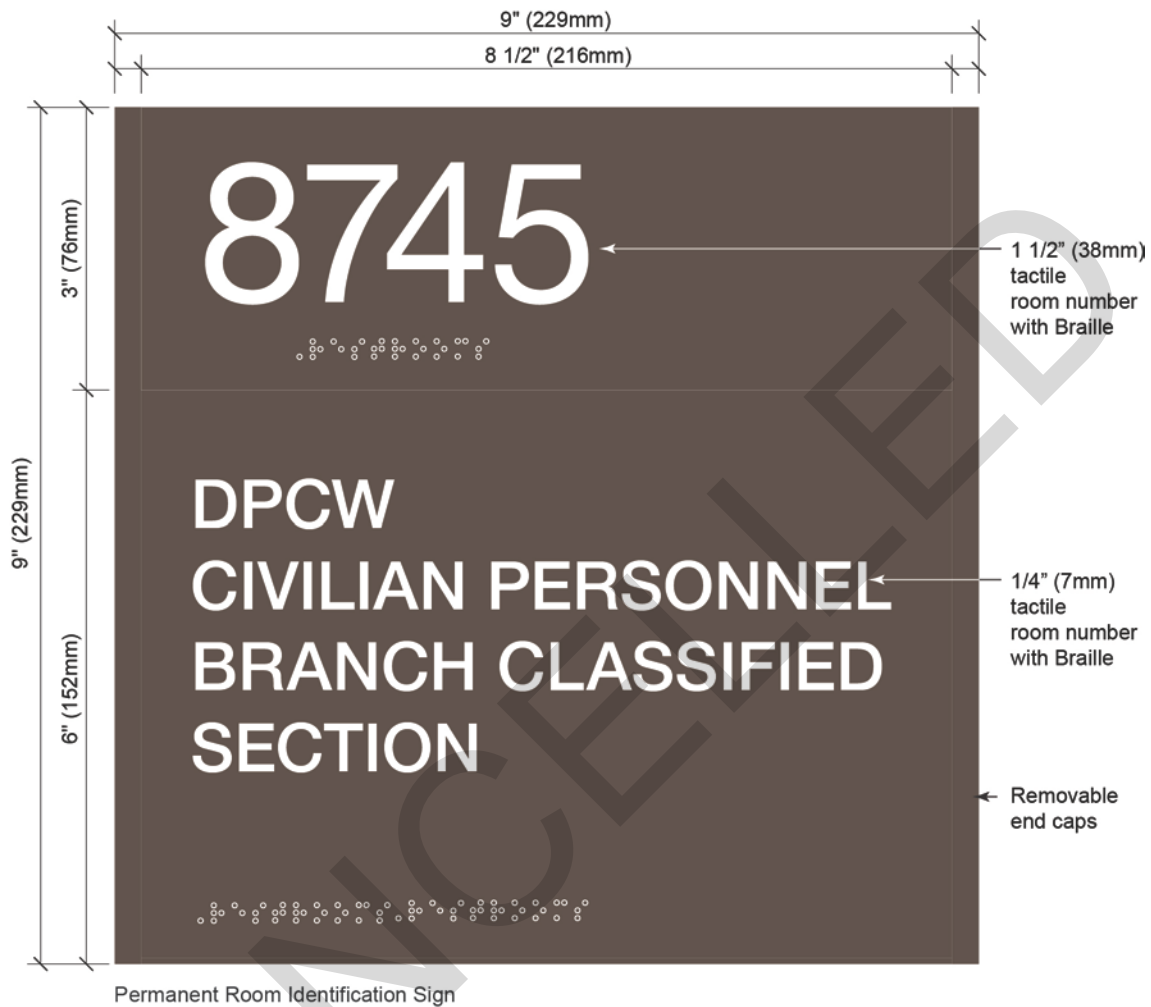 9" (229mm)
8 1/2" (216mm)
3" (76mm)
9" (229mm)
6" (152mm)
8745
1 1/2” (38mm)
tactile
room number
with Braille
DPCW
CIVILIAN PERSONNEL
BRANCH CLASSIFIED
SECTION
1/4” (7mm)
tactile
room number
with Braille
Removable
end caps
Permanent Room Identification Sign
NCELLED